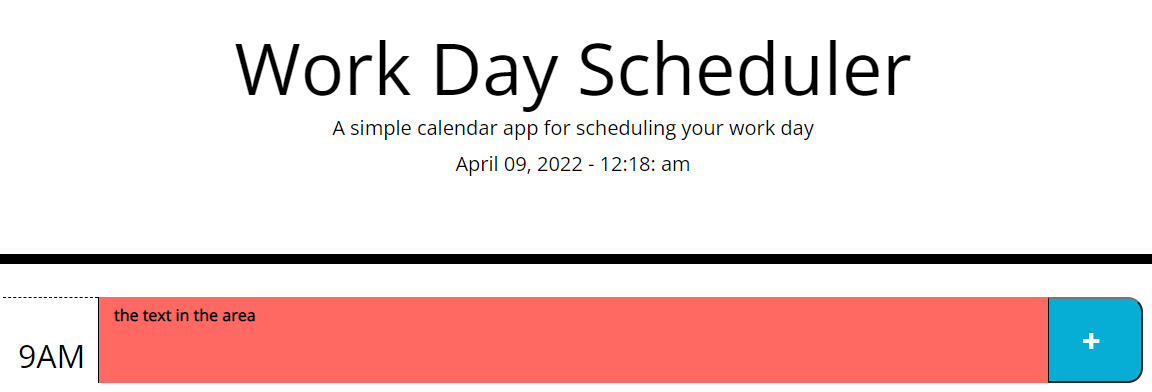 Work Day Scheduler
A simple calendar app for scheduling your work day
April 09, 2022 - 12:18: am
the text in the area
9AM
+